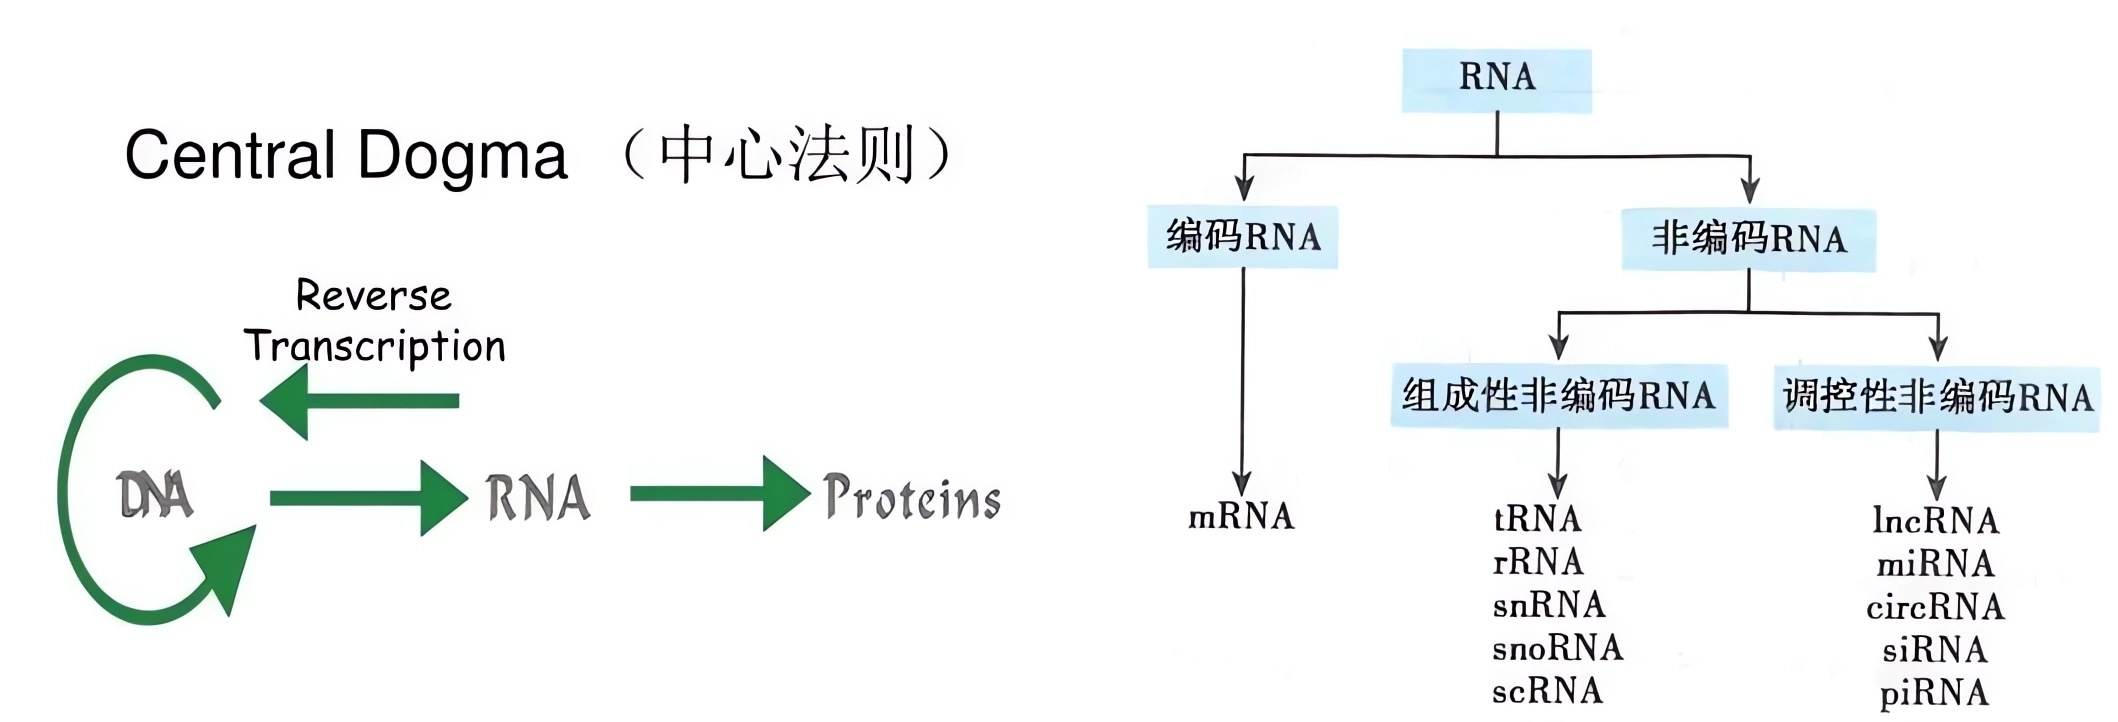 Central Dogma （中心法则）
Reverse
Transcription
DNA
RNA
Proteins
RNA
编码RNA
非编码RNA
组成性非编码RNA
调控性非编码RNA
mRNA
tRNA
rRNA
snRNA
snoRNA
scRNA
lncRNA
miRNA
circRNA
siRNA
piRNA